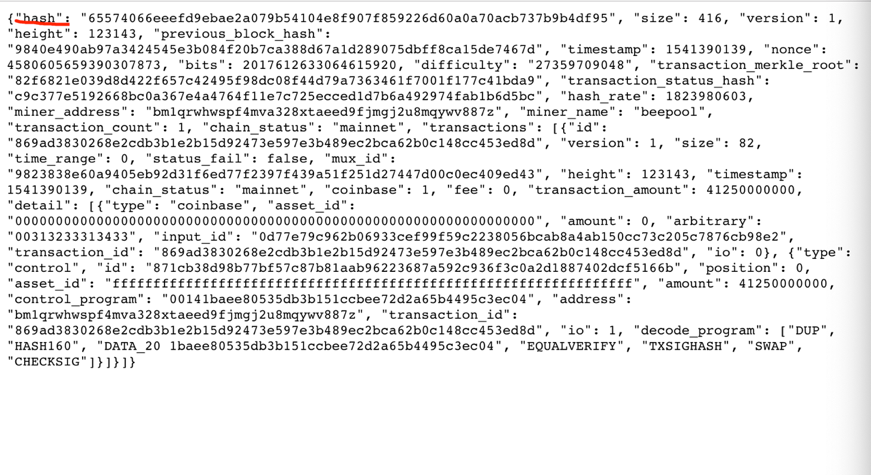 {"hash": "65574066eeefd9ebae2a079b54104e8f907f859226d60a0a70acb737b9b4df95", "size": 416, "version": 1,
"height": 123143, "previous_block_hash":
"9840e490ab97a3424545e3b084f20b7ca388d67a1d289075dbff8ca15de7467d", "timestamp": 1541390139, "nonce":
4580605659390307873, "bits": 2017612633064615920, "difficulty": "27359709048", "transaction_merkle_root":
"82f6821e039d8d422f657c42495f98dc08f44d79a7363461f7001f177c41bda9", "transaction_status_hash":
"c9c377e5192668bc0a367e4a4764f11e7c725ecced1d7b6a492974fab1b6d5bc", "hash_rate": 1823980603,
"miner_address": "bm1qrwhwspf4mva328xtaeed9fjmgj2u8mqywv887z", "miner_name": "beepool",
"transaction_count": 1, "chain_status": "mainnet", "transactions": [{"id":
"869ad3830268e2cdb3b1e2b15d92473e597e3b489ec2bca62b0c148cc453ed8d", "version": 1, "size": 82,
"time_range": 0, "status_fail": false, "mux_id":
"9823838e60a9405eb92d31f6ed77f2397f439a51f251d27447d00c0ec409ed43", "height": 123143, "timestamp":
1541390139, "chain_status": "mainnet", "coinbase": 1, "fee": 0, "transaction_amount": 41250000000,
"detail": [{"type": "coinbase", "asset_id":
"0000000000000000000000000000000000000000000000000000000000000000", "amount": 0, "arbitrary":
"00313233313433", "input_id": "0d77e79c962b06933cef99f59c2238056bcab8a4ab150cc73c205c7876cb98e2",
"transaction_id": "869ad3830268e2cdb3b1e2b15d92473e597e3b489ec2bca62b0c148cc453ed8d", "io": 0}, {"type":
"control", "id": "871cb38d98b77bf57c87b81aab96223687a592c936f3c0a2d1887402dcf5166b", "position": 0,
"asset_id": "ffffffffffffffffffffffffffffffffffffffffffffffffffffffffffffffff", "amount": 41250000000,
"control_program": "00141baee80535db3b151ccbee72d2a65b4495c3ec04", "address":
"bm1qrwhwspf4mva328xtaeed9fjmgj2u8mqywv887z", "transaction_id":
"869ad3830268e2cdb3b1e2b15d92473e597e3b489ec2bca62b0c148cc453ed8d", "io": 1, "decode_program": ["DUP",
"HASH160", "DATA_20 1baee80535db3b151ccbee72d2a65b4495c3ec04", "EQUALVERIFY", "TXSIGHASH", "SWAP",
"CHECKSIG"]}]}]}